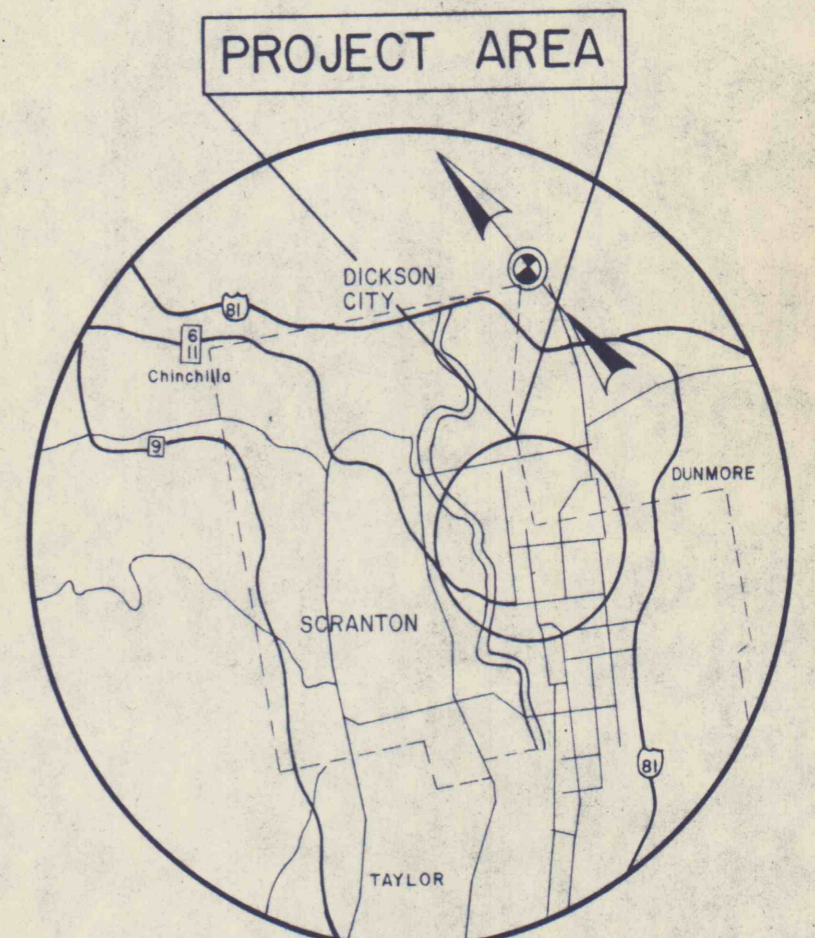 PROJECT AREA
DICKSON
CITY
81
6
11
Chinchilla
9
DUNMORE
SCRANTON
81
TAYLOR